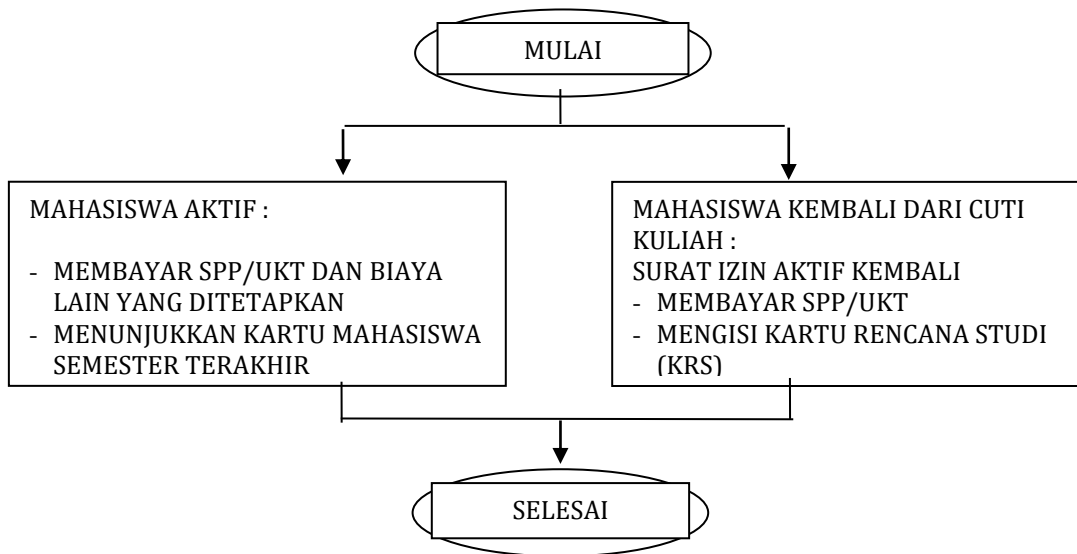 MULAI
MAHASISWA AKTIF :
- MEMBAYAR SPP/UKT DAN BIAYA
LAIN YANG DITETAPKAN
- MENUNJUKKAN KARTU MAHASISWA
SEMESTER TERAKHIR
MAHASISWA KEMBALI DARI CUTI
KULIAH :
SURAT IZIN AKTIF KEMBALI
- MEMBAYAR SPP/UKT
- MENGISI KARTU RENCANA STUDI
(KRS)
SELESAI